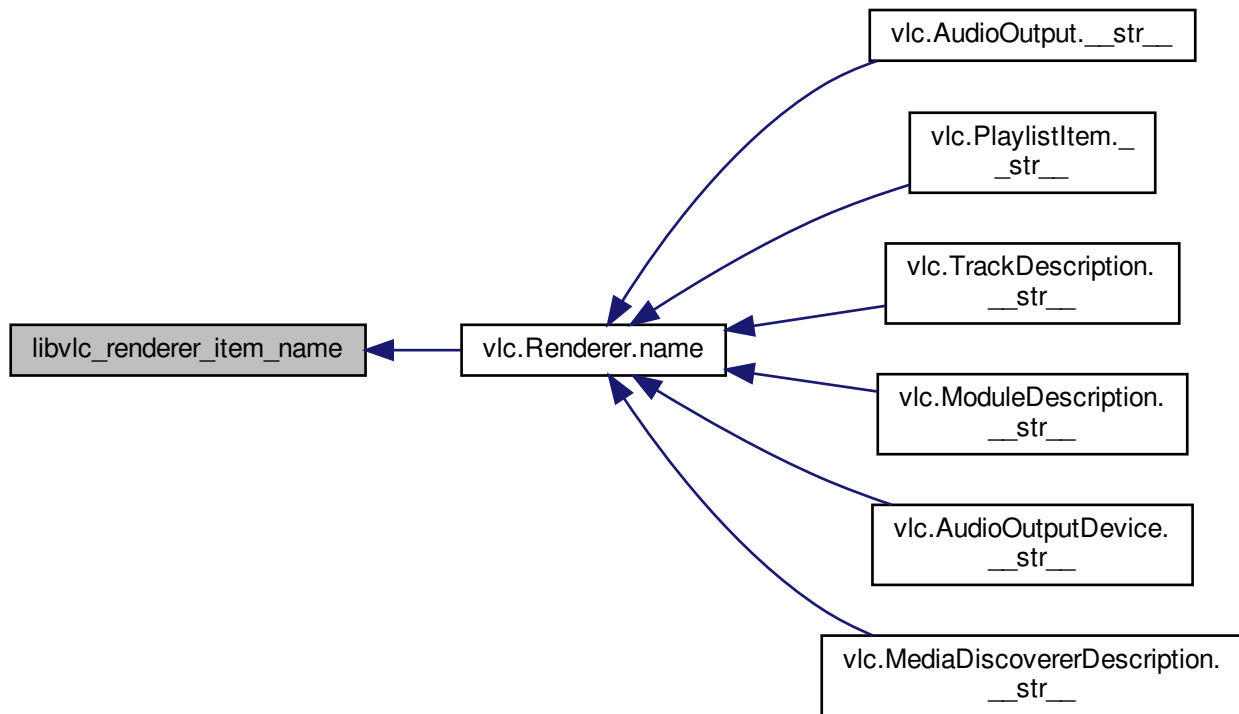 vlc.AudioOutput.__str__
vlc.PlaylistItem._
_str__
vlc.TrackDescription.
__str__
libvlc_renderer_item_name
vlc.Renderer.name
vlc.ModuleDescription.
__str__
vlc.AudioOutputDevice.
__str__
vlc.MediaDiscovererDescription.
__str__